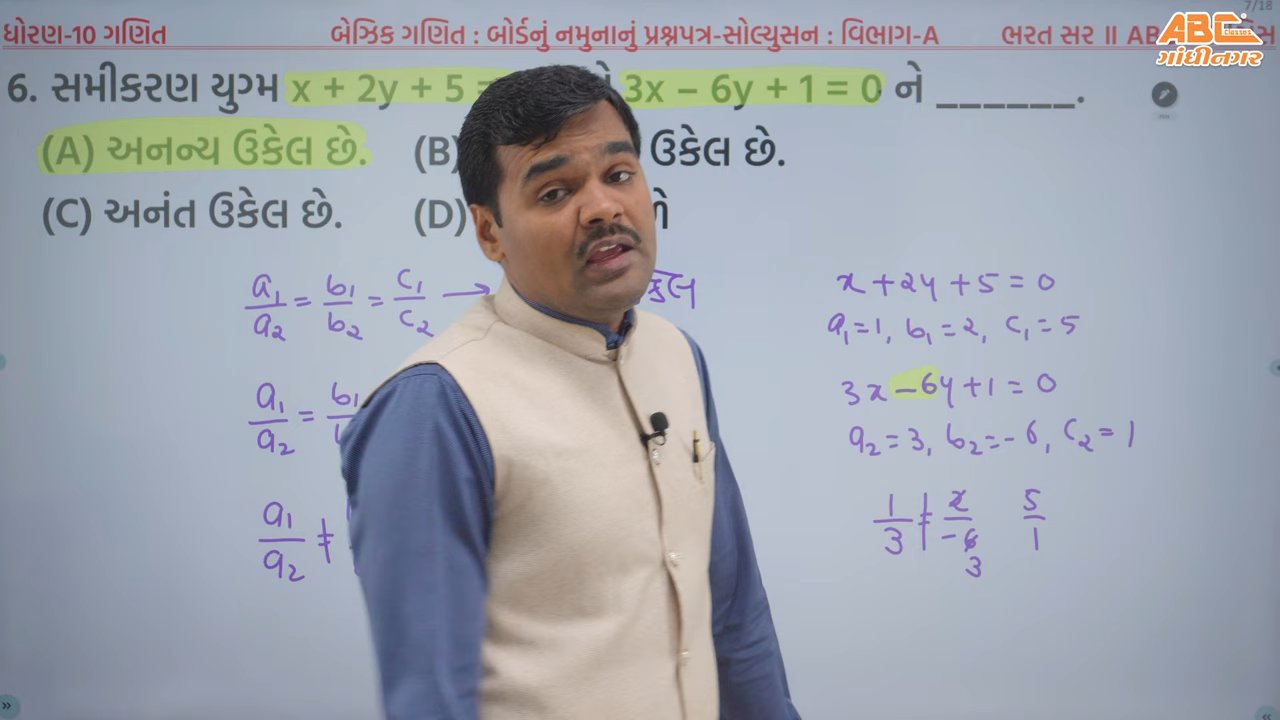 7/18
ધોરણ-10 ગણિત
બેઝિક ગણિત : બોર્ડનું નમુનાનું પ્રશ્નપત્ર-સોલ્યુસન : વિભાગ-A
ભરત સર || AB
ABC
Classes
ગાંધીનગર
6. સમીકરણ યુગ્મ x + 2y + 5 = 3x – 6y + 1 = 0 ને ______.
(A) અનન્ય ઉકેલ છે. (B) ઉકેલ છે.
(C) અનંત ઉકેલ છે. (D)
a₁/a₂ = b₁/b₂ = c₁/c₂ →
a₁/a₂ = b₁
a₁/a₂ ≠
x + 2y + 5 = 0
a₁=1, b₁=2, c₁=5
3x – 6y + 1 = 0
a₂=3, b₂=-6, c₂=1
1/3 ≠ 2/-6 5/1
3